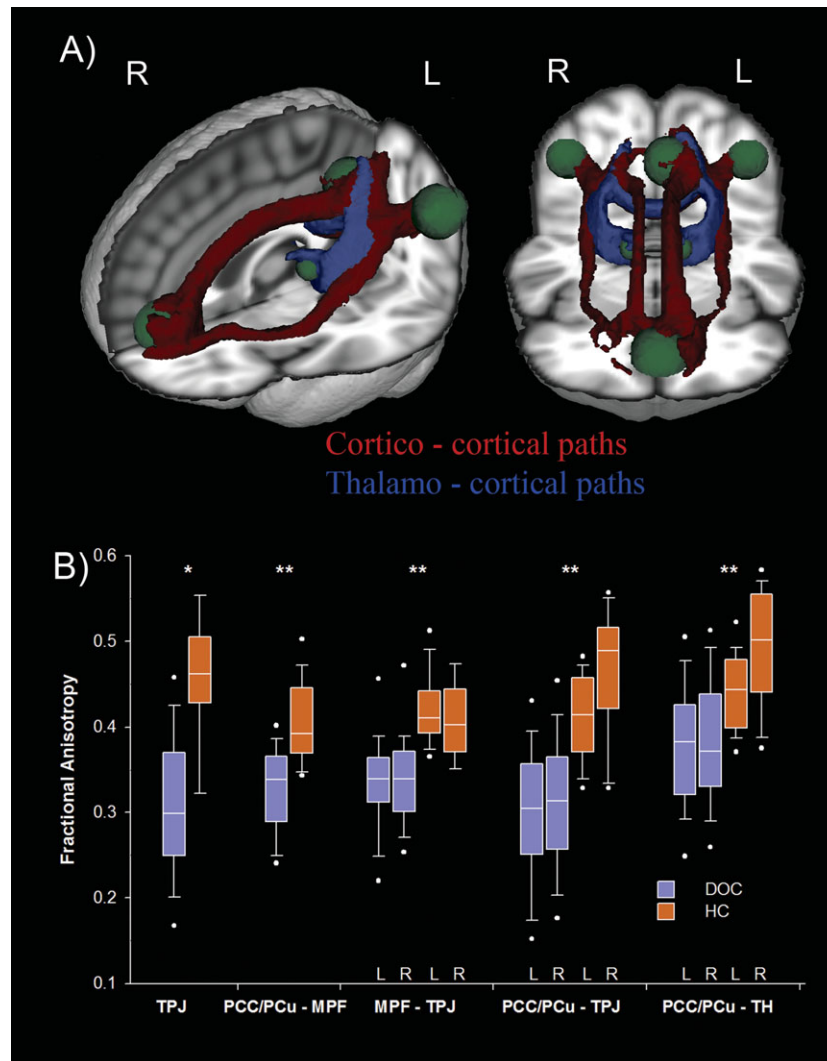 A)
R L R L
Cortico - cortical paths
Thalamo - cortical paths
B)
0.6
0.5
0.4
0.3
0.2
0.1
Fractional Anisotropy
* ** ** ** **
DOC
HC
L R L R L R L R L R L R
TPJ PCC/PCu - MPF MPF - TPJ PCC/PCu - TPJ PCC/PCu - TH